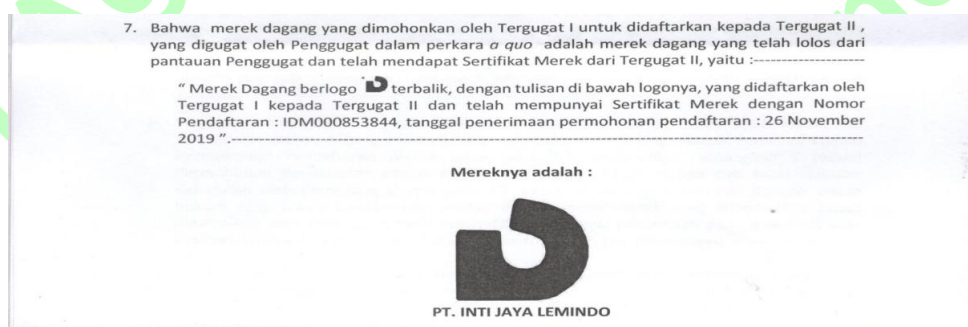 7. Bahwa merek dagang yang dimohonkan oleh Tergugat I untuk didaftarkan kepada Tergugat II ,
yang digugat oleh Penggugat dalam perkara a quo adalah merek dagang yang telah lolos dari
pantauan Penggugat dan telah mendapat Sertifikat Merek dari Tergugat II, yaitu :--------------------
" Merek Dagang berlogo terbalik, dengan tulisan di bawah logonya, yang didaftarkan oleh
Tergugat I kepada Tergugat II dan telah mempunyai Sertifikat Merek dengan Nomor
Pendaftaran : IDM000853844, tanggal penerimaan permohonan pendaftaran : 26 November
2019 ".--------------------------------------------------------------------------------
Mereknya adalah :
PT. INTI JAYA LEMINDO